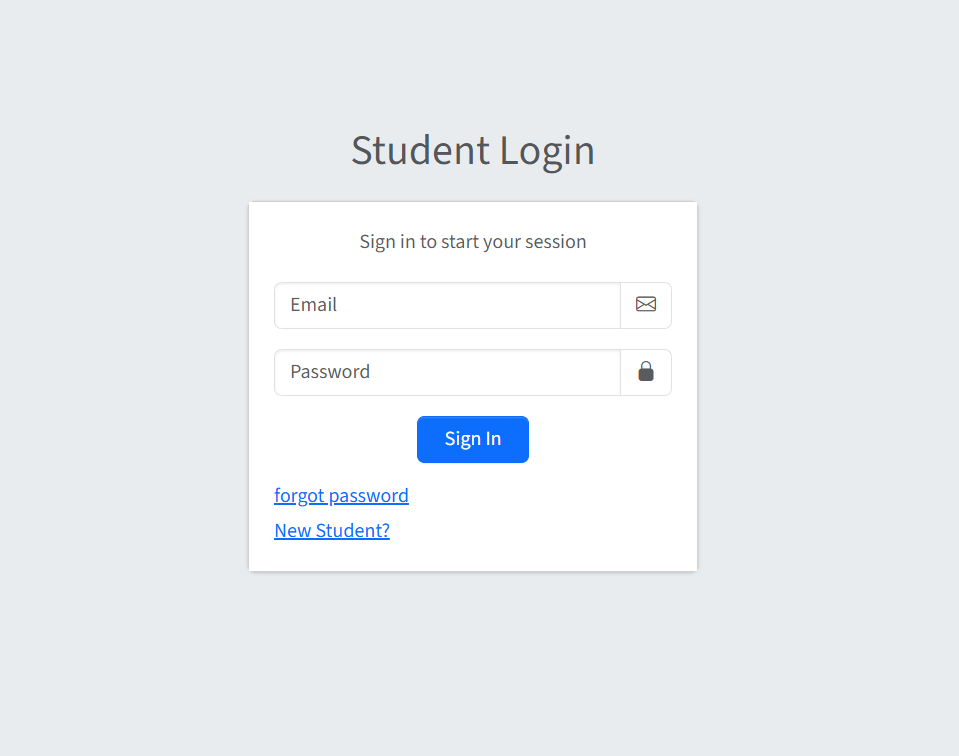 Student Login
Sign in to start your session
Email
Password
Sign In
forgot password
New Student?